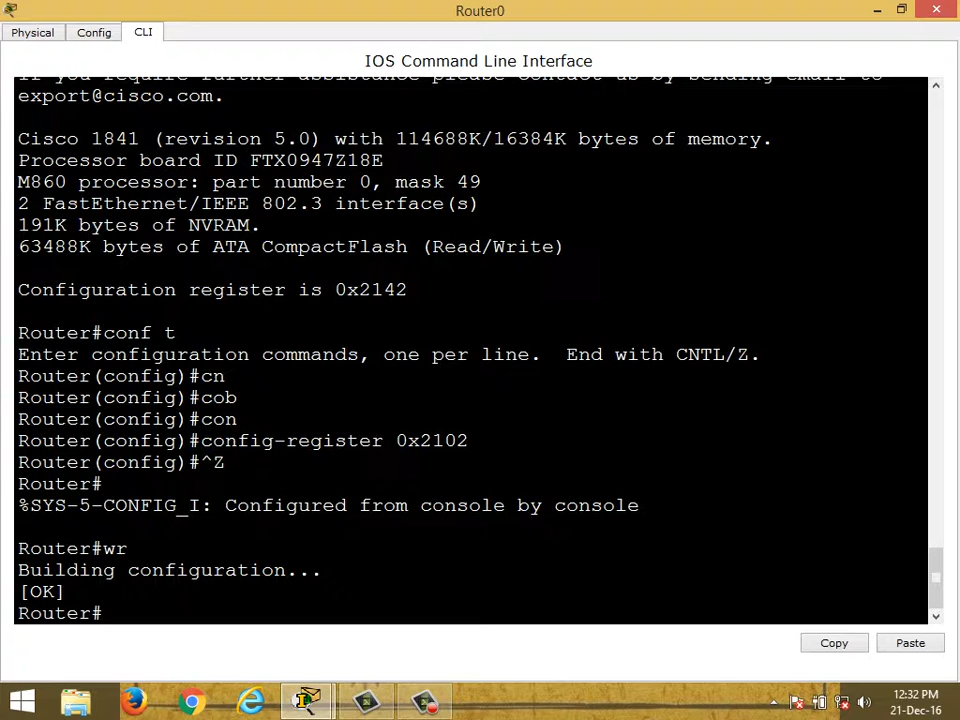 Router0
Physical
Config
CLI
IOS Command Line Interface
If you require further assistance please contact us by sending email to
export@cisco.com.
Cisco 1841 (revision 5.0) with 114688K/16384K bytes of memory.
Processor board ID FTX0947Z18E
M860 processor: part number 0, mask 49
2 FastEthernet/IEEE 802.3 interface(s)
191K bytes of NVRAM.
63488K bytes of ATA CompactFlash (Read/Write)
Configuration register is 0x2142
Router#conf t
Enter configuration commands, one per line.  End with CNTL/Z.
Router(config)#cn
Router(config)#cob
Router(config)#con
Router(config)#config-register 0x2102
Router(config)#^Z
Router#
%SYS-5-CONFIG_I: Configured from console by console
Router#wr
Building configuration...
[OK]
Router#
Copy
Paste
12:32 PM
21-Dec-16